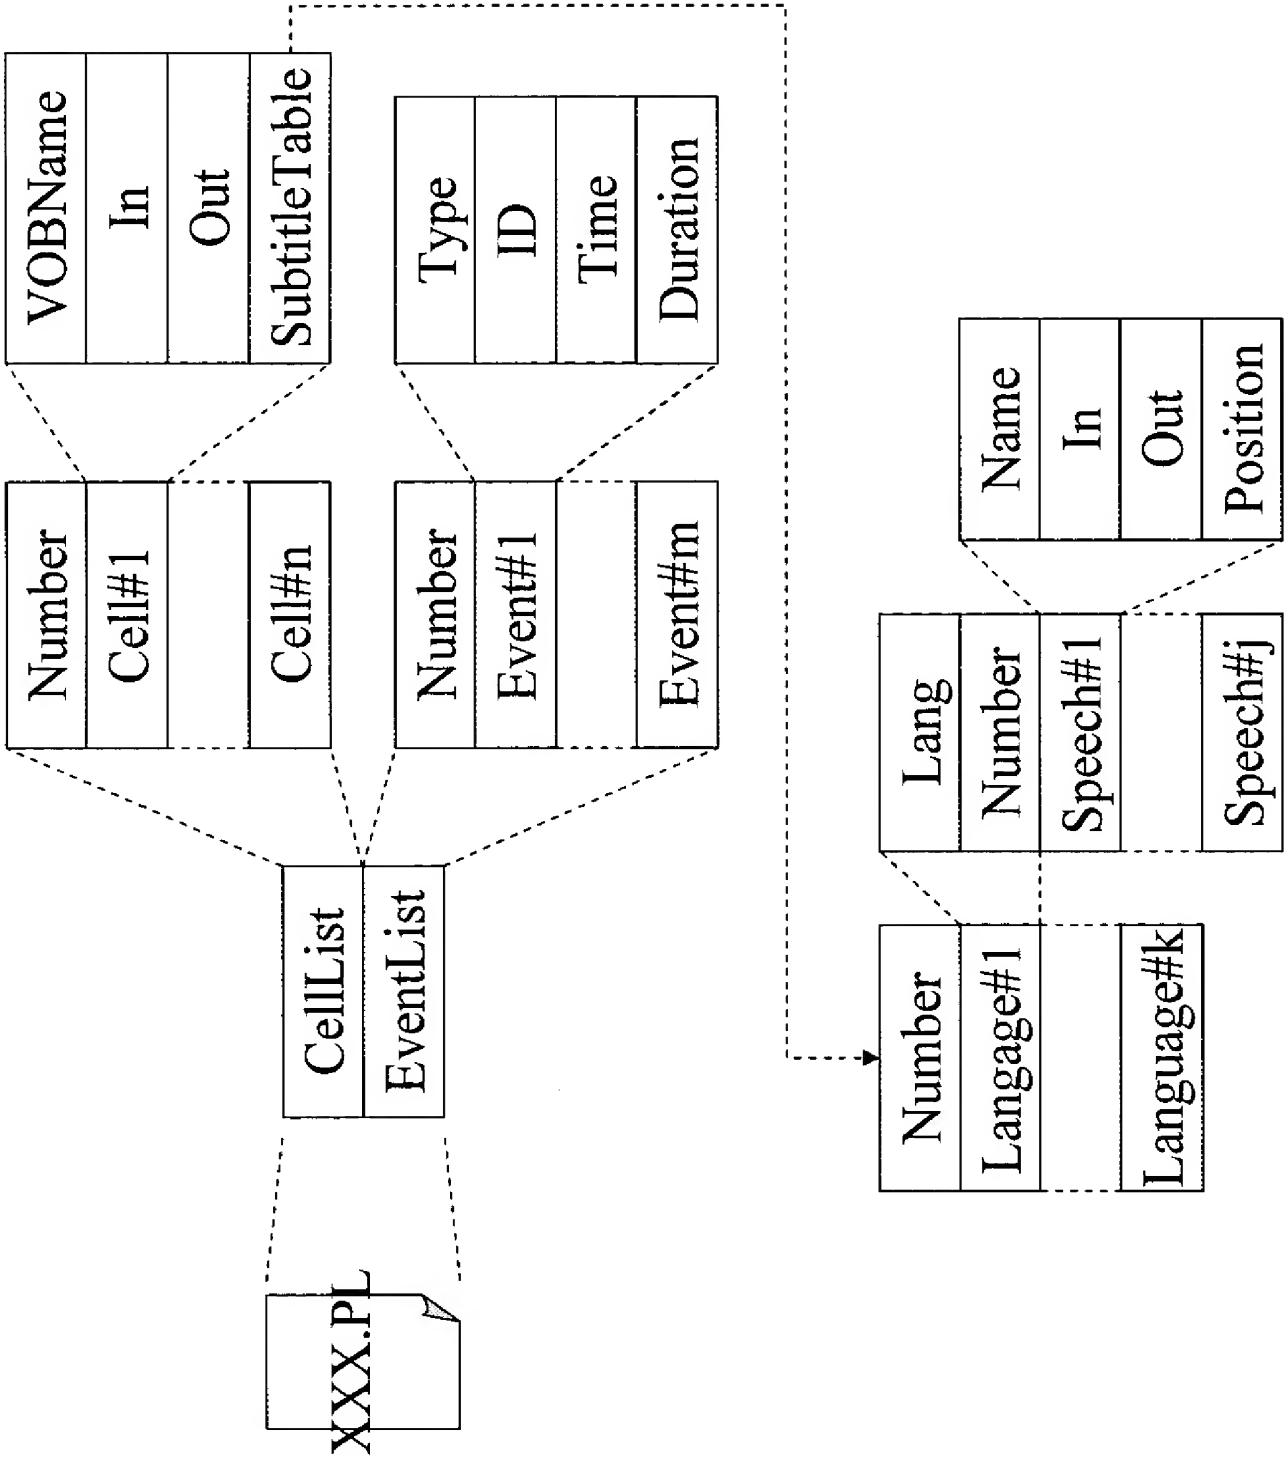 XXX.PL
CellList
EventList
Number
Cell#1
Cell#n
VOBName
In
Out
SubtitleTable
Number
Event#1
Event#m
Type
ID
Time
Duration
Number
Langage#1
Language#k
Lang
Number
Speech#1
Speech#j
Name
In
Out
Position